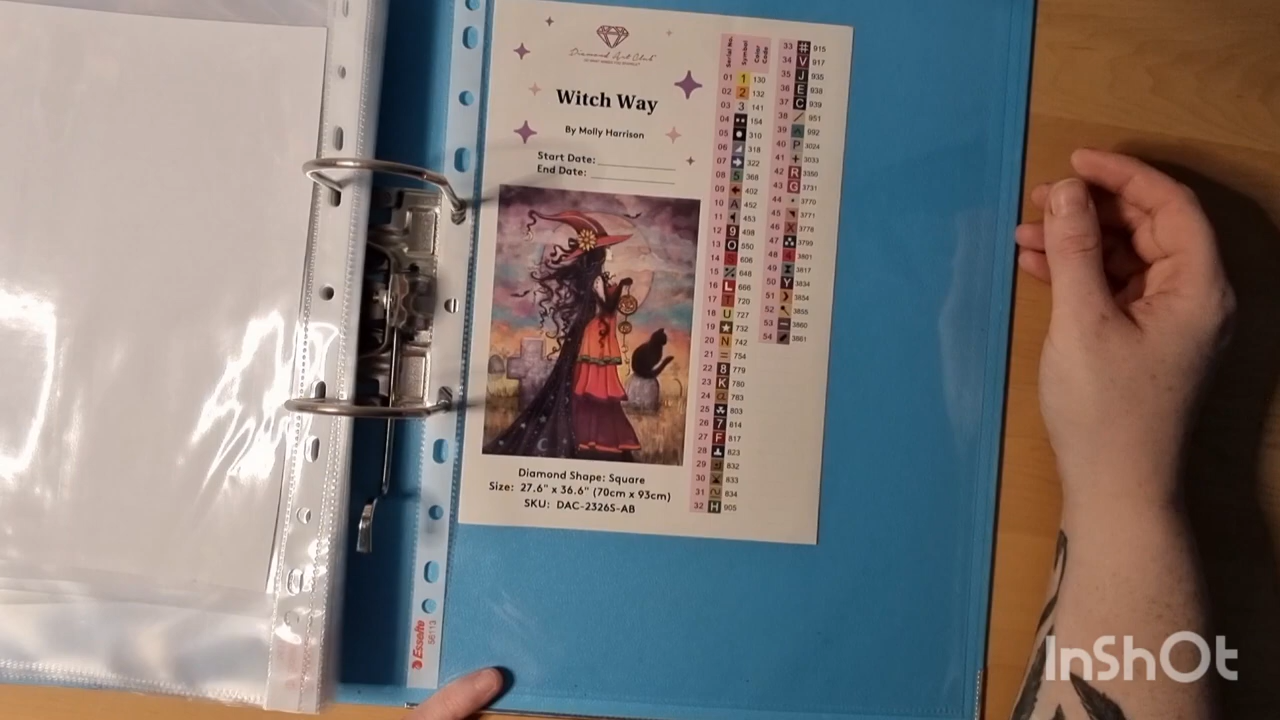 Diamond Art Club
Witch Way
By Molly Harrison
Start Date:
End Date:
Diamond Shape: Square
Size: 27.6" x 36.6" (70cm x 93cm)
SKU: DAC-2326S-AB
Serial No. Symbol Color Code
01 1 130
02 2 132
03 3 141
04 154
05 310
06 318
07 322
08 5 368
09 402
10 A 452
11 453
12 9 498
13 O 550
14 S 606
15 648
16 L 666
17 T 720
18 U 727
19 732
20 N 742
21 = 754
22 8 779
23 K 780
24 783
25 803
26 7 814
27 F 817
28 823
29 832
30 833
31 834
32 H 905
33 # 915
34 V 917
35 J 935
36 E 938
37 C 939
38 / 951
39 992
40 P 3024
41 + 3033
42 R 3350
43 G 3731
44 3770
45 3771
46 X 3778
47 3799
48 4 3801
49 3817
50 Y 3834
51 3854
52 3855
53 3860
54 3861
Esselte
56113
InShOt